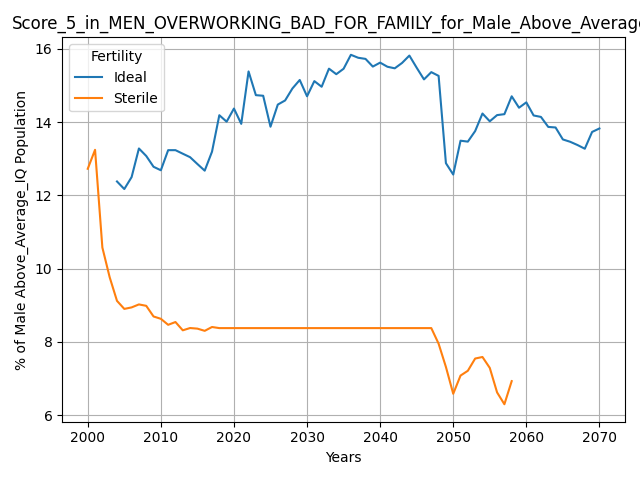 Score_5_in_MEN_OVERWORKING_BAD_FOR_FAMILY_for_Male_Above_Average
Fertility
Ideal
Sterile
% of Male Above_Average_IQ Population
16
14
12
10
8
6
2000 2010 2020 2030 2040 2050 2060 2070
Years